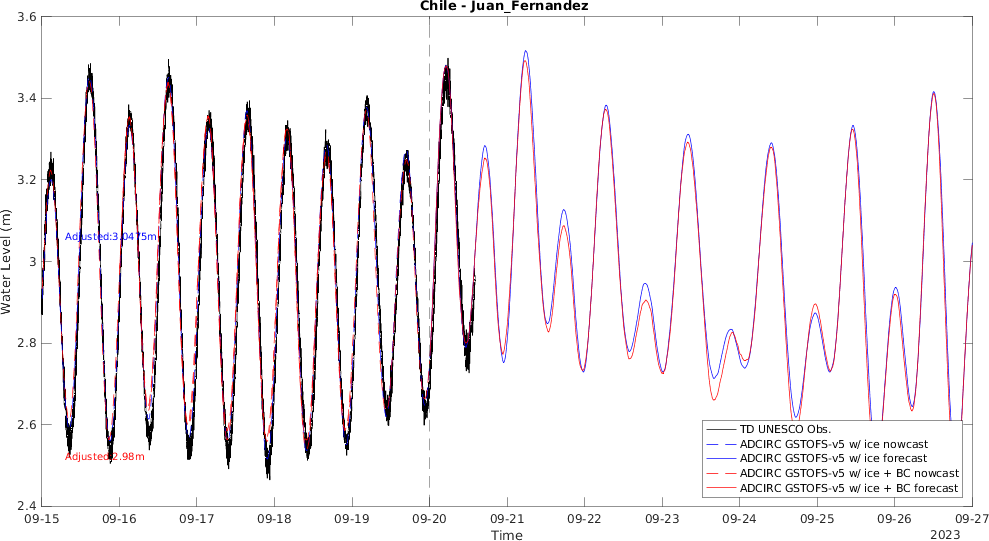 Chile - Juan_Fernandez
3.6
3.4
3.2
3
2.8
2.6
2.4
Water Level (m)
Adjusted:3.0475m
Adjusted:2.98m
TD UNESCO Obs.
ADCIRC GSTOFS-v5 w/ ice nowcast
ADCIRC GSTOFS-v5 w/ ice forecast
ADCIRC GSTOFS-v5 w/ ice + BC nowcast
ADCIRC GSTOFS-v5 w/ ice + BC forecast
09-15 09-16 09-17 09-18 09-19 09-20 09-21 09-22 09-23 09-24 09-25 09-26 09-27
Time
2023